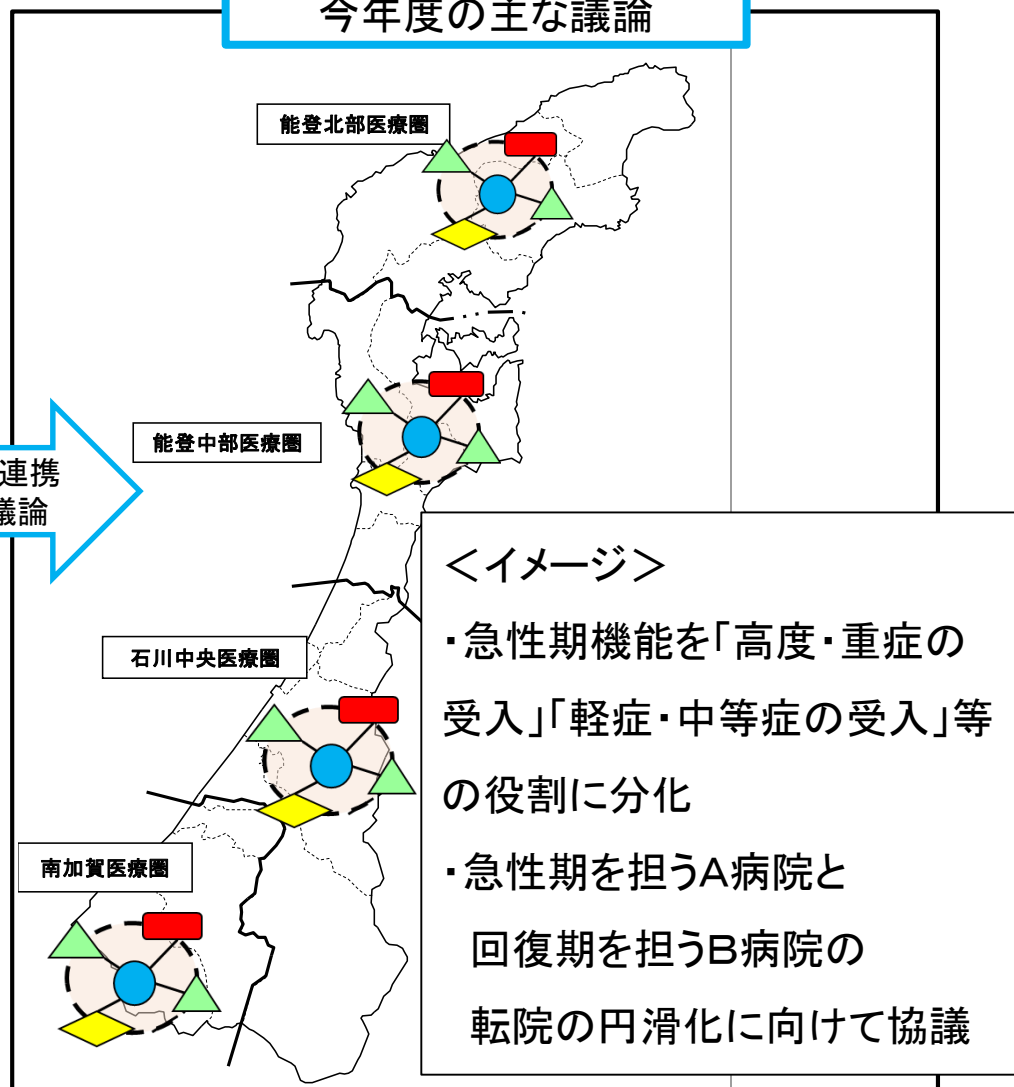 今年度の主な議論
能登北部医療圏
能登中部医療圏
連携
議論
石川中央医療圏
南加賀医療圏
＜イメージ＞
・急性期機能を「高度・重症の
受入」「軽症・中等症の受入」等
の役割に分化
・急性期を担うA病院と
回復期を担うB病院の
転院の円滑化に向けて協議